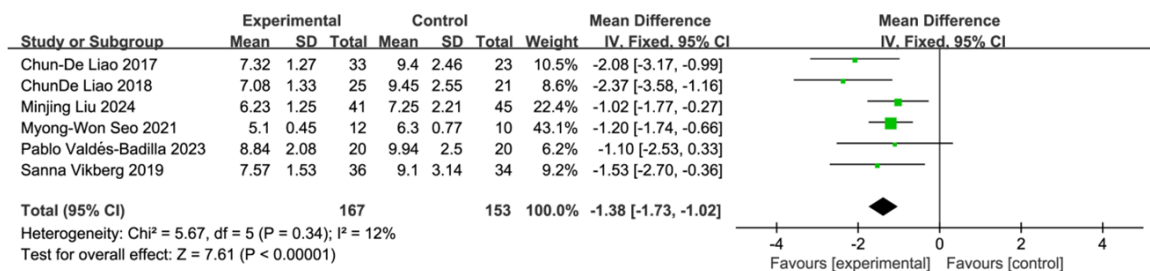 Experimental Control Mean Difference Mean Difference
Study or Subgroup Mean SD Total Mean SD Total Weight IV, Fixed, 95% CI IV, Fixed, 95% CI
Chun-De Liao 2017 7.32 1.27 33 9.4 2.46 23 10.5% -2.08 [-3.17, -0.99]
ChunDe Liao 2018 7.08 1.33 25 9.45 2.55 21 8.6% -2.37 [-3.58, -1.16]
Minjing Liu 2024 6.23 1.25 41 7.25 2.21 45 22.4% -1.02 [-1.77, -0.27]
Myong-Won Seo 2021 5.1 0.45 12 6.3 0.77 10 43.1% -1.20 [-1.74, -0.66]
Pablo Valdés-Badilla 2023 8.84 2.08 20 9.94 2.5 20 6.2% -1.10 [-2.53, 0.33]
Sanna Vikberg 2019 7.57 1.53 36 9.1 3.14 34 9.2% -1.53 [-2.70, -0.36]
Total (95% CI) 167 153 100.0% -1.38 [-1.73, -1.02]
Heterogeneity: Chi² = 5.67, df = 5 (P = 0.34); I² = 12%
Test for overall effect: Z = 7.61 (P < 0.00001)
-4 -2 0 2 4
Favours [experimental] Favours [control]